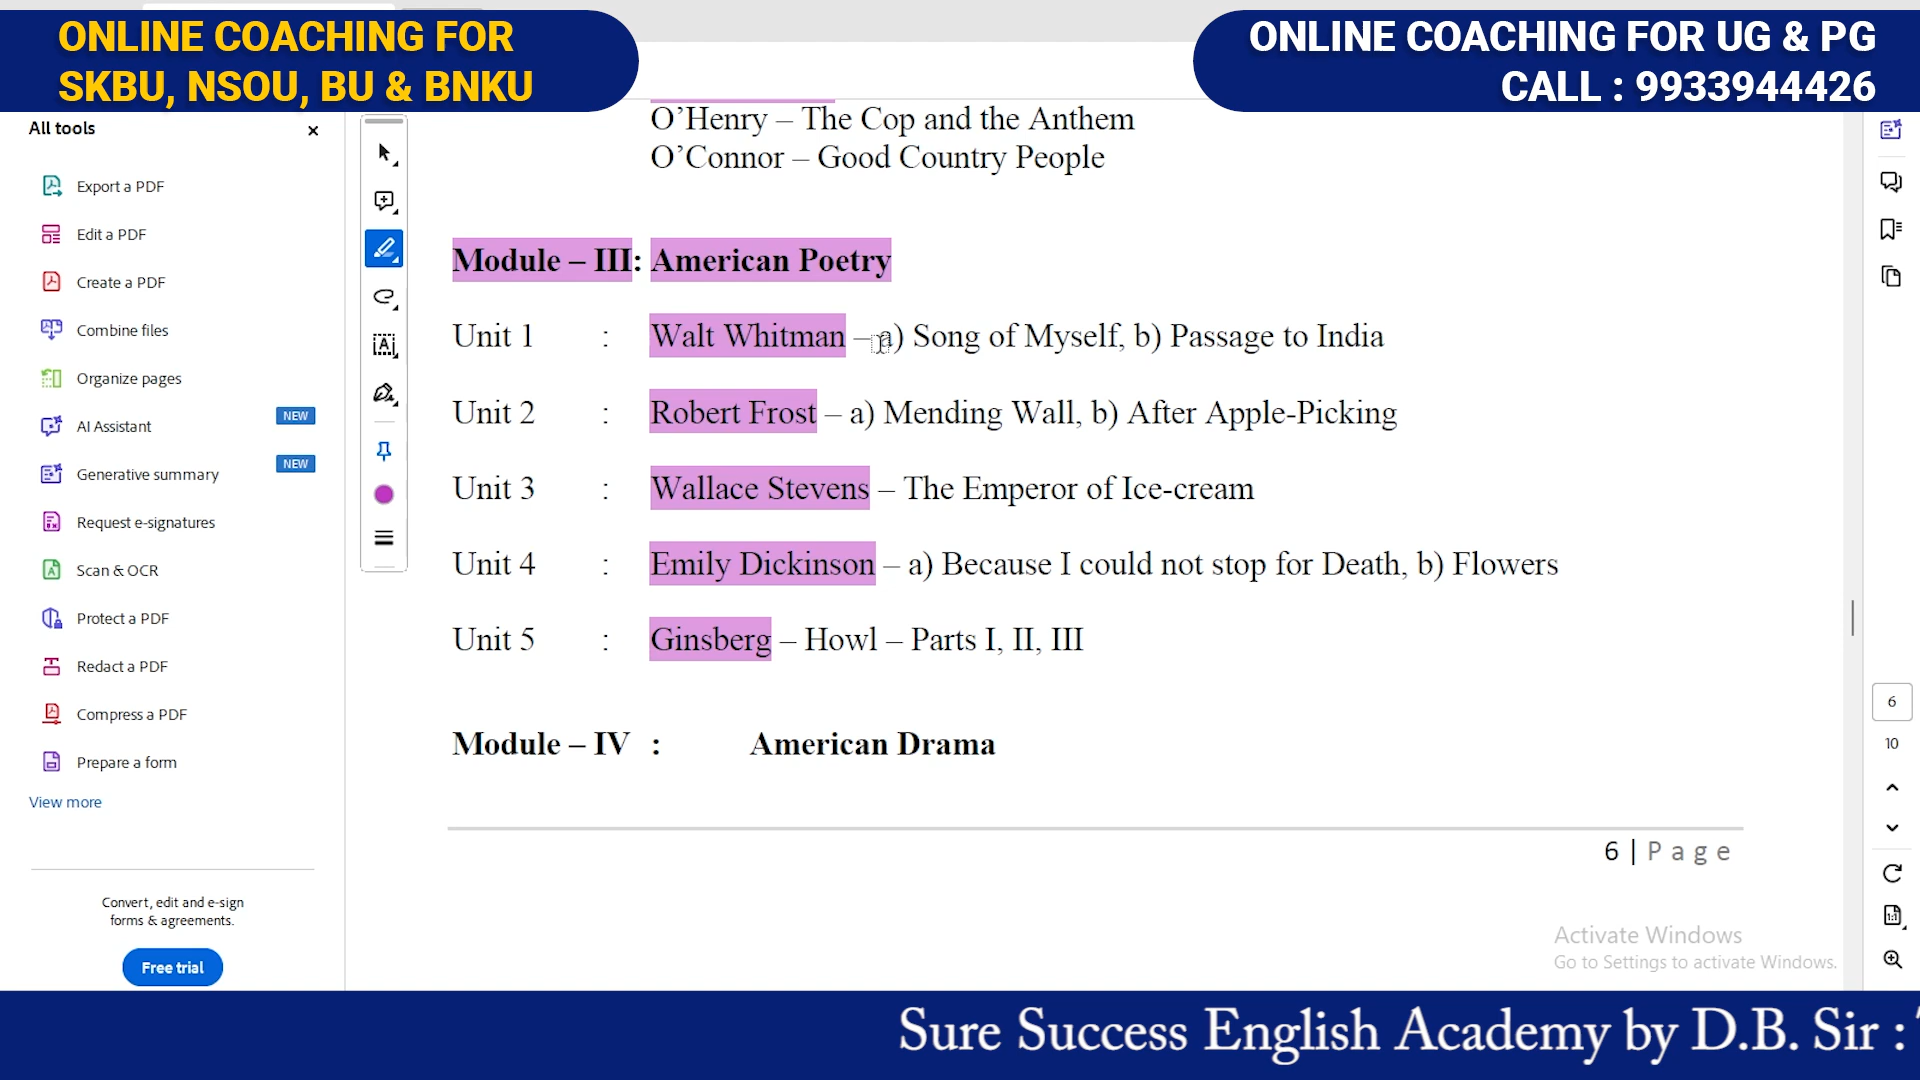 ONLINE COACHING FOR
SKBU, NSOU, BU & BNKU
ONLINE COACHING FOR UG & PG
CALL : 9933944426
All tools
Export a PDF
Edit a PDF
Create a PDF
Combine files
Organize pages
AI Assistant NEW
Generative summary NEW
Request e-signatures
Scan & OCR
Protect a PDF
Redact a PDF
Compress a PDF
Prepare a form
View more
Convert, edit and e-sign
forms & agreements.
Free trial
O’Henry – The Cop and the Anthem
O’Connor – Good Country People
Module – III: American Poetry
Unit 1 : Walt Whitman – a) Song of Myself, b) Passage to India
Unit 2 : Robert Frost – a) Mending Wall, b) After Apple-Picking
Unit 3 : Wallace Stevens – The Emperor of Ice-cream
Unit 4 : Emily Dickinson – a) Because I could not stop for Death, b) Flowers
Unit 5 : Ginsberg – Howl – Parts I, II, III
Module – IV : American Drama
6 | Page
6
10
Activate Windows
Go to Settings to activate Windows.
Sure Success English Academy by D.B. Sir :